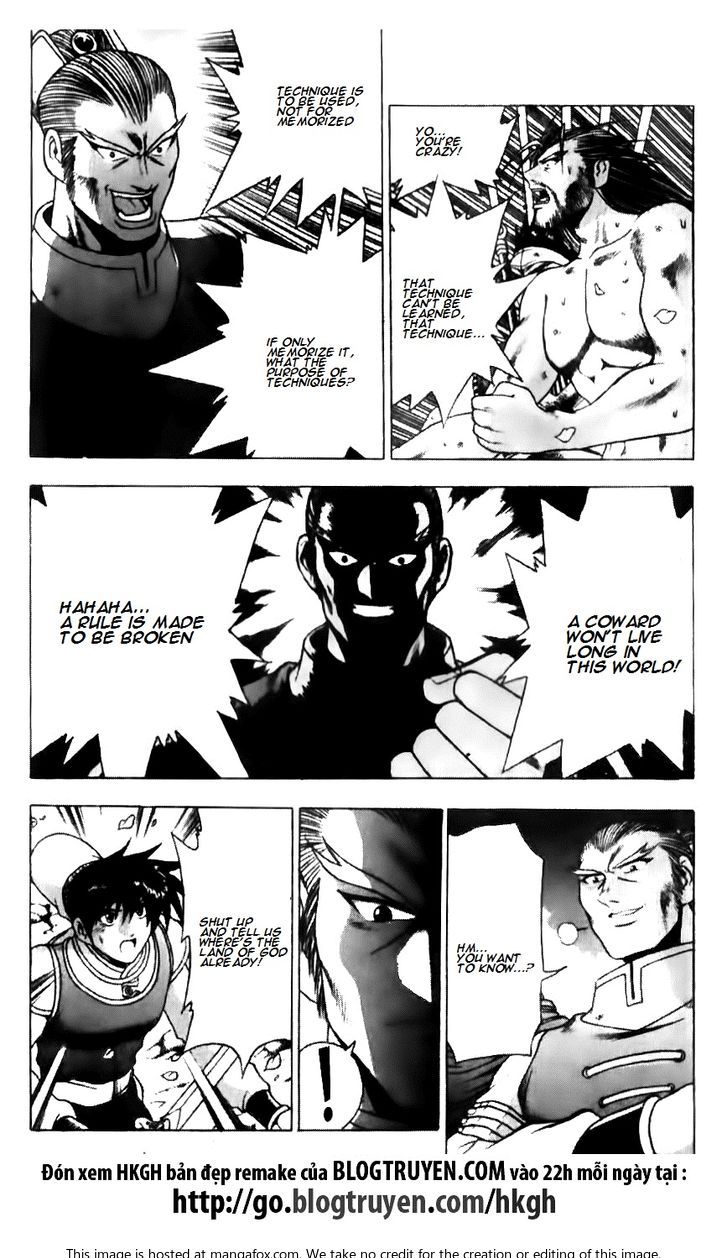 TECHNIQUE IS
TO BE USED,
NOT FOR
MEMORIZED
IF ONLY
MEMORIZE IT,
WHAT THE
PURPOSE OF
TECHNIQUES?
YO...
YOU'RE
CRAZY!
THAT
TECHNIQUE
CAN'T BE
LEARNED,
THAT
TECHNIQUE...
HAHAHA...
A RULE IS MADE
TO BE BROKEN
A COWARD
WON'T LIVE
LONG IN
THIS WORLD!
SHUT UP
AND TELL US
WHERE'S THE
LAND OF GOD
ALREADY!
!
HM...
YOU WANT
TO KNOW...?
Đón xem HKGH bản đẹp remake của BLOGTRUYEN.COM vào 22h mỗi ngày tại :
http://go.blogtruyen.com/hkgh
This image is hosted at mangafox.com. We take no credit for the creation or editing of this image.